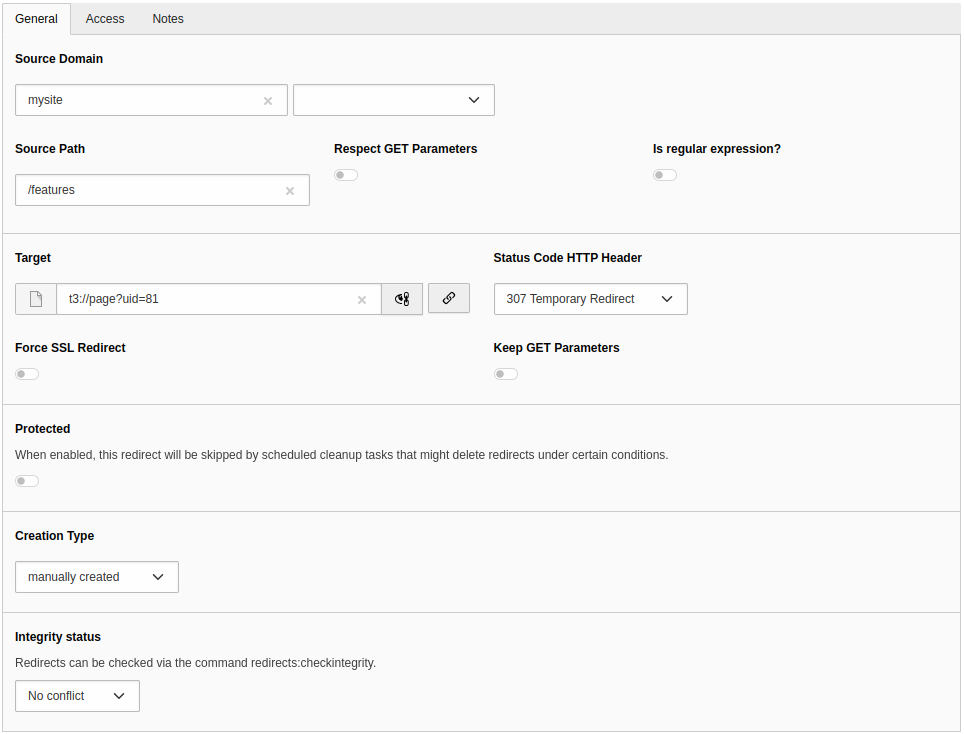 General Access Notes
Source Domain
mysite
Source Path Respect GET Parameters Is regular expression?
/features
Target Status Code HTTP Header
t3://page?uid=81 307 Temporary Redirect
Force SSL Redirect Keep GET Parameters
Protected
When enabled, this redirect will be skipped by scheduled cleanup tasks that might delete redirects under certain conditions.
Creation Type
manually created
Integrity status
Redirects can be checked via the command redirects:checkintegrity.
No conflict